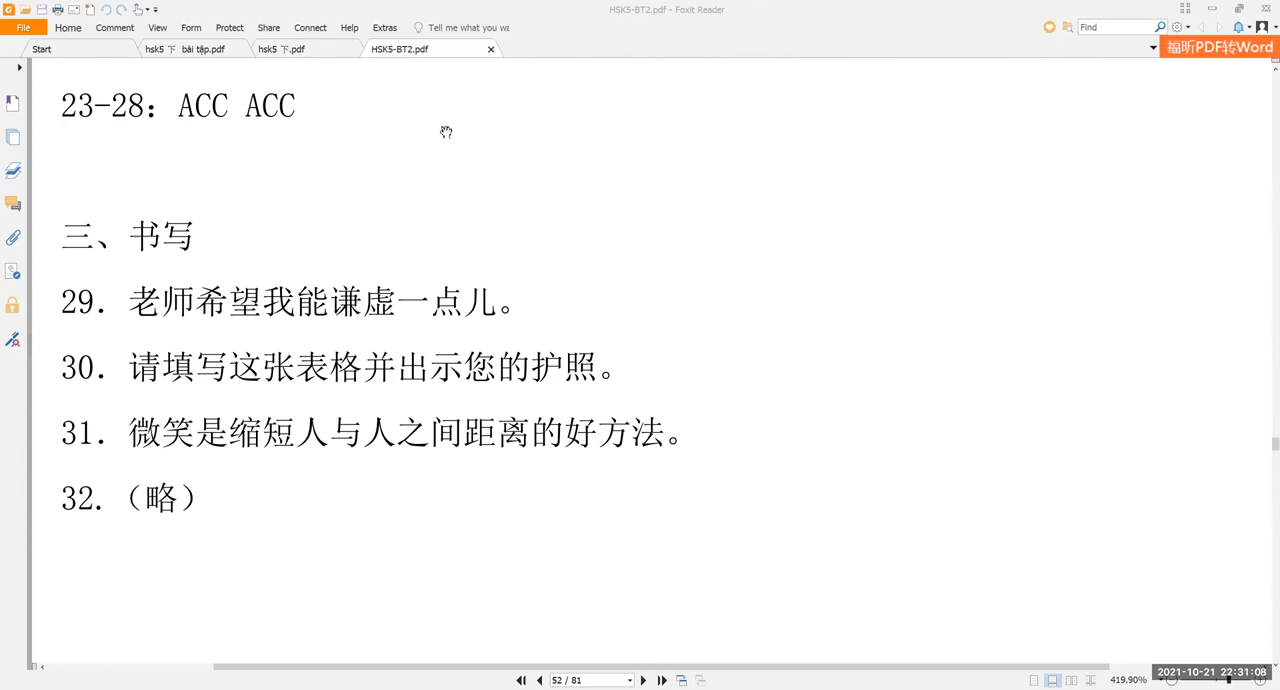 HSK5-BT2.pdf - Foxit Reader
File Home Comment View Form Protect Share Connect Help Extras Tell me what you wa Find
Start hsk5 下 bài tập.pdf hsk5 下.pdf HSK5-BT2.pdf 福昕PDF转Word
23-28: ACC ACC
三、书写
29. 老师希望我能谦虚一点儿。
30. 请填写这张表格并出示您的护照。
31. 微笑是缩短人与人之间距离的好方法。
32. （略）
2021-10-21 22:31:08
52 / 81 419.90%